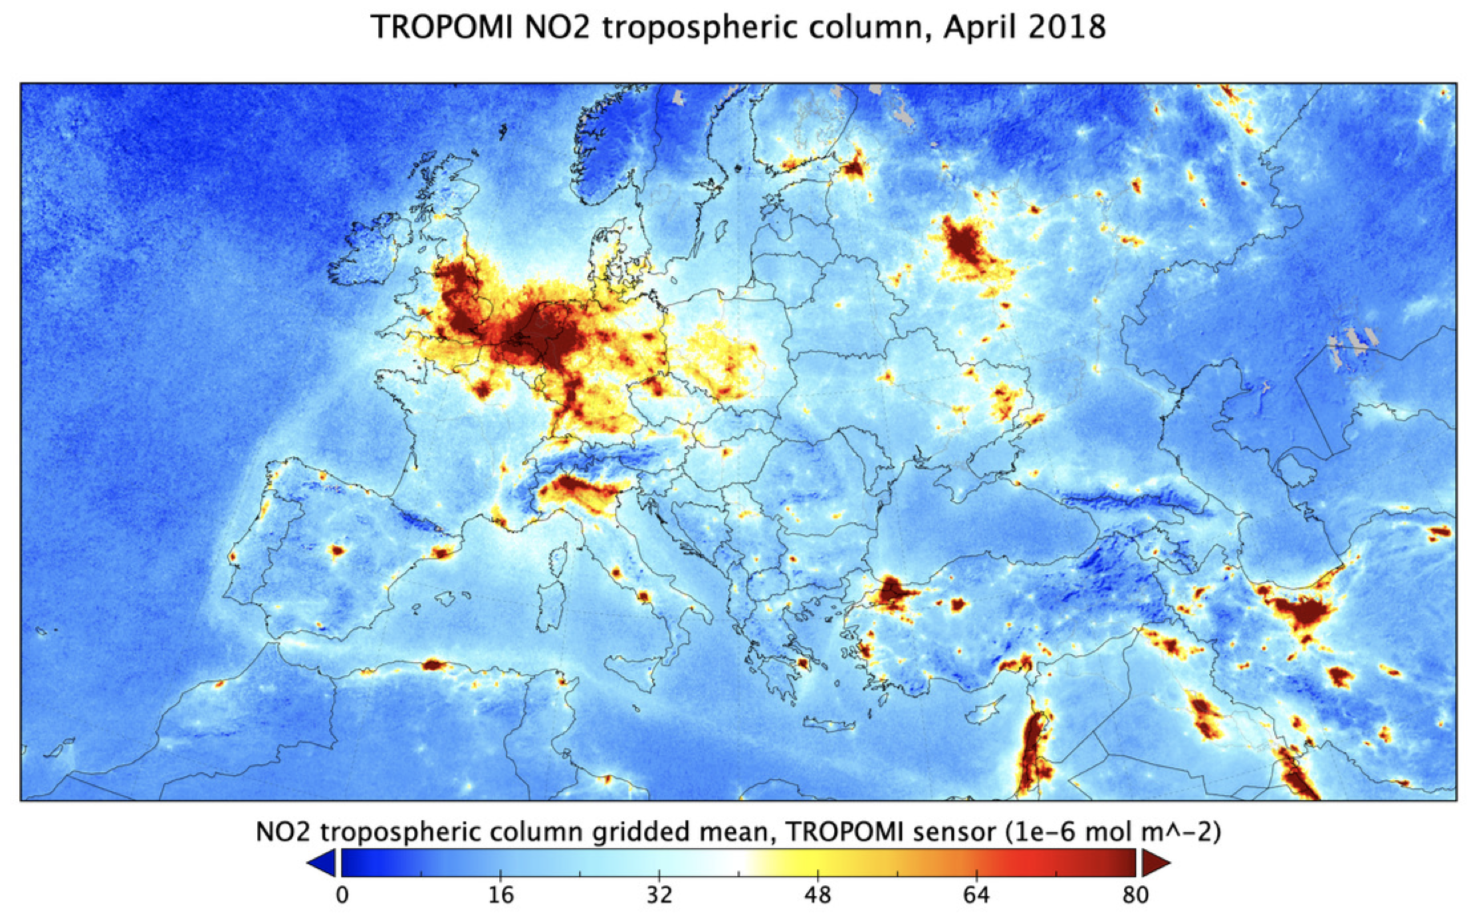 TROPOMI NO2 tropospheric column, April 2018
NO2 tropospheric column gridded mean, TROPOMI sensor (1e-6 mol m^-2)
0 16 32 48 64 80